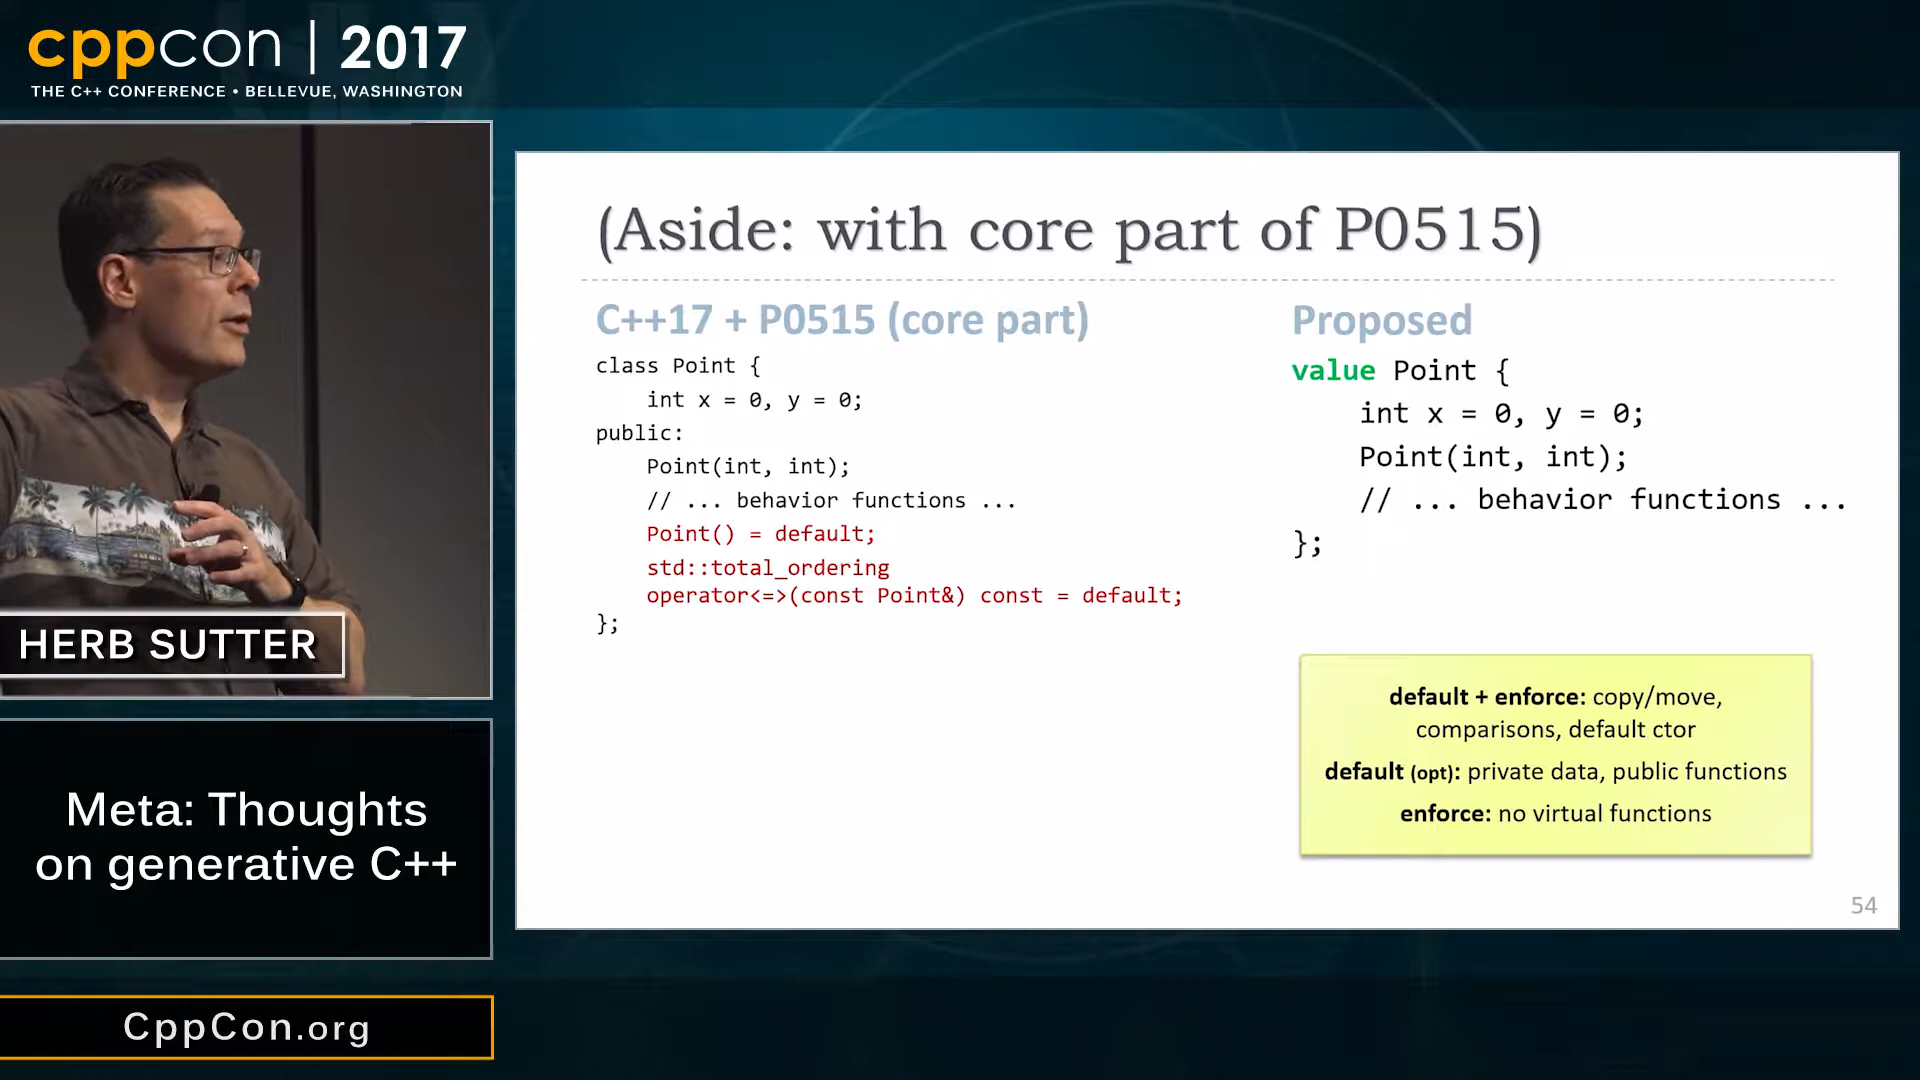 cppcon | 2017
THE C++ CONFERENCE • BELLEVUE, WASHINGTON
HERB SUTTER
Meta: Thoughts
on generative C++
CppCon.org
(Aside: with core part of P0515)
C++17 + P0515 (core part)
class Point {
    int x = 0, y = 0;
public:
    Point(int, int);
    // ... behavior functions ...
    Point() = default;
    std::total_ordering
    operator<=>(const Point&) const = default;
};
Proposed
value Point {
    int x = 0, y = 0;
    Point(int, int);
    // ... behavior functions ...
};
default + enforce: copy/move,
comparisons, default ctor
default (opt): private data, public functions
enforce: no virtual functions
54